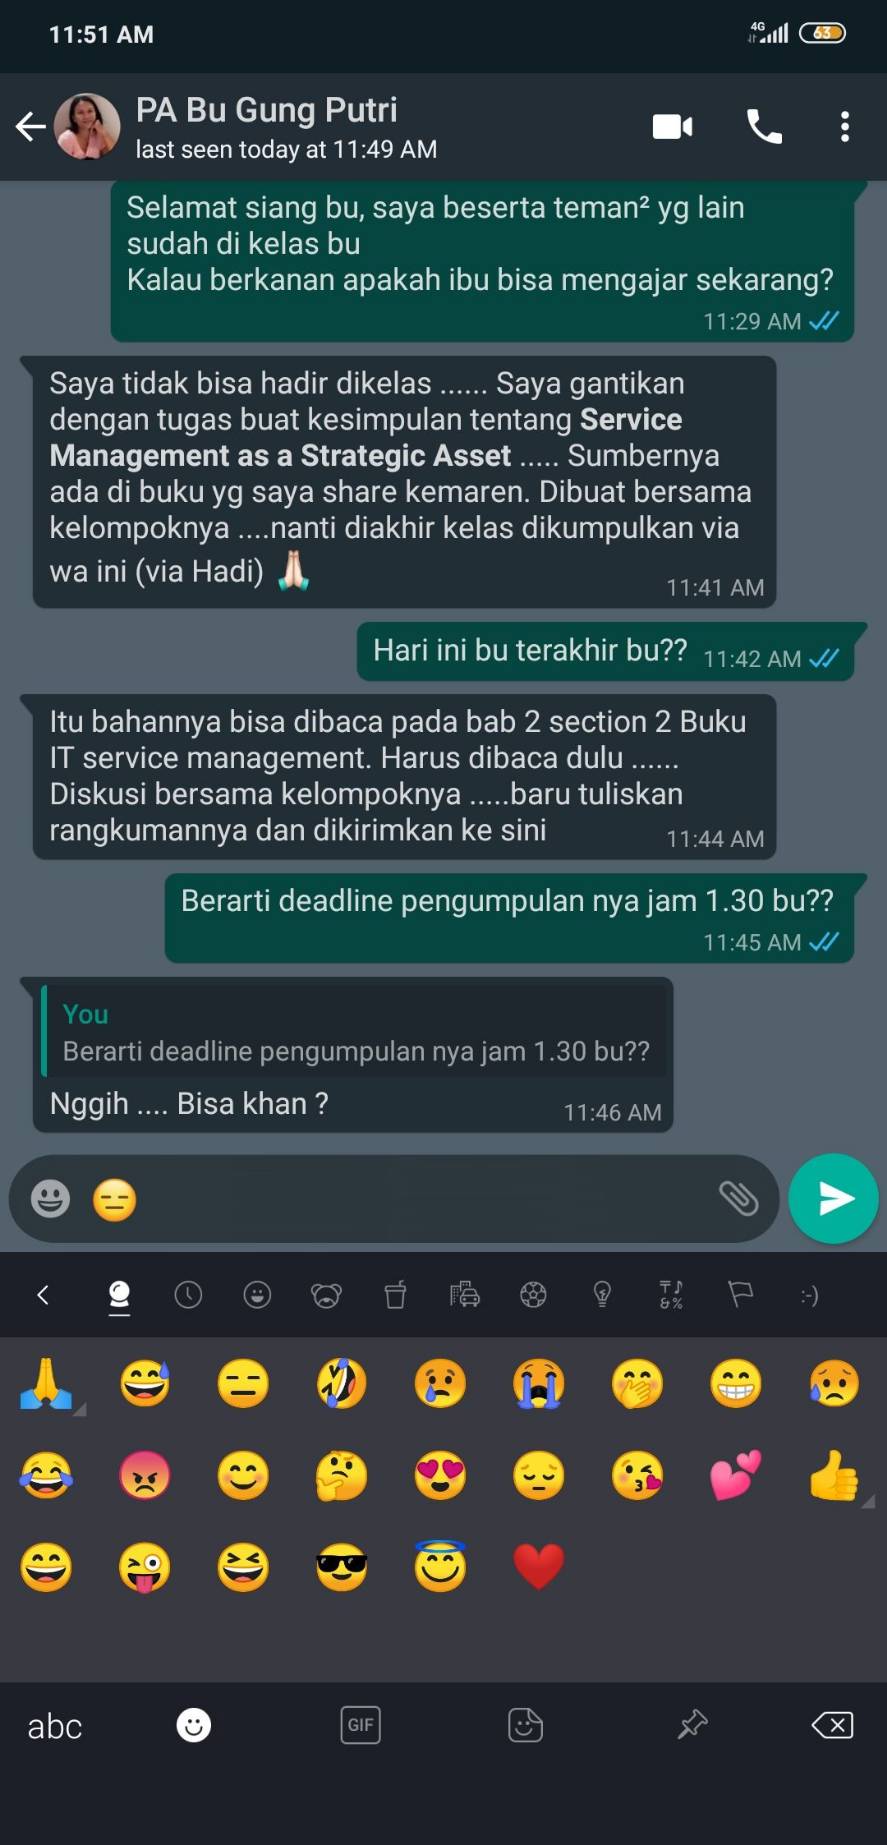 11:51 AM
4G
63
PA Bu Gung Putri
last seen today at 11:49 AM
Selamat siang bu, saya beserta teman² yg lain
sudah di kelas bu
Kalau berkanan apakah ibu bisa mengajar sekarang?
11:29 AM
Saya tidak bisa hadir dikelas ...... Saya gantikan
dengan tugas buat kesimpulan tentang Service
Management as a Strategic Asset ..... Sumbernya
ada di buku yg saya share kemaren. Dibuat bersama
kelompoknya ....nanti diakhir kelas dikumpulkan via
wa ini (via Hadi) 🙏🏻
11:41 AM
Hari ini bu terakhir bu??
11:42 AM
Itu bahannya bisa dibaca pada bab 2 section 2 Buku
IT service management. Harus dibaca dulu ......
Diskusi bersama kelompoknya .....baru tuliskan
rangkumannya dan dikirimkan ke sini
11:44 AM
Berarti deadline pengumpulan nya jam 1.30 bu??
11:45 AM
You
Berarti deadline pengumpulan nya jam 1.30 bu??
Nggih .... Bisa khan ?
11:46 AM
😑
:-)
abc
GIF